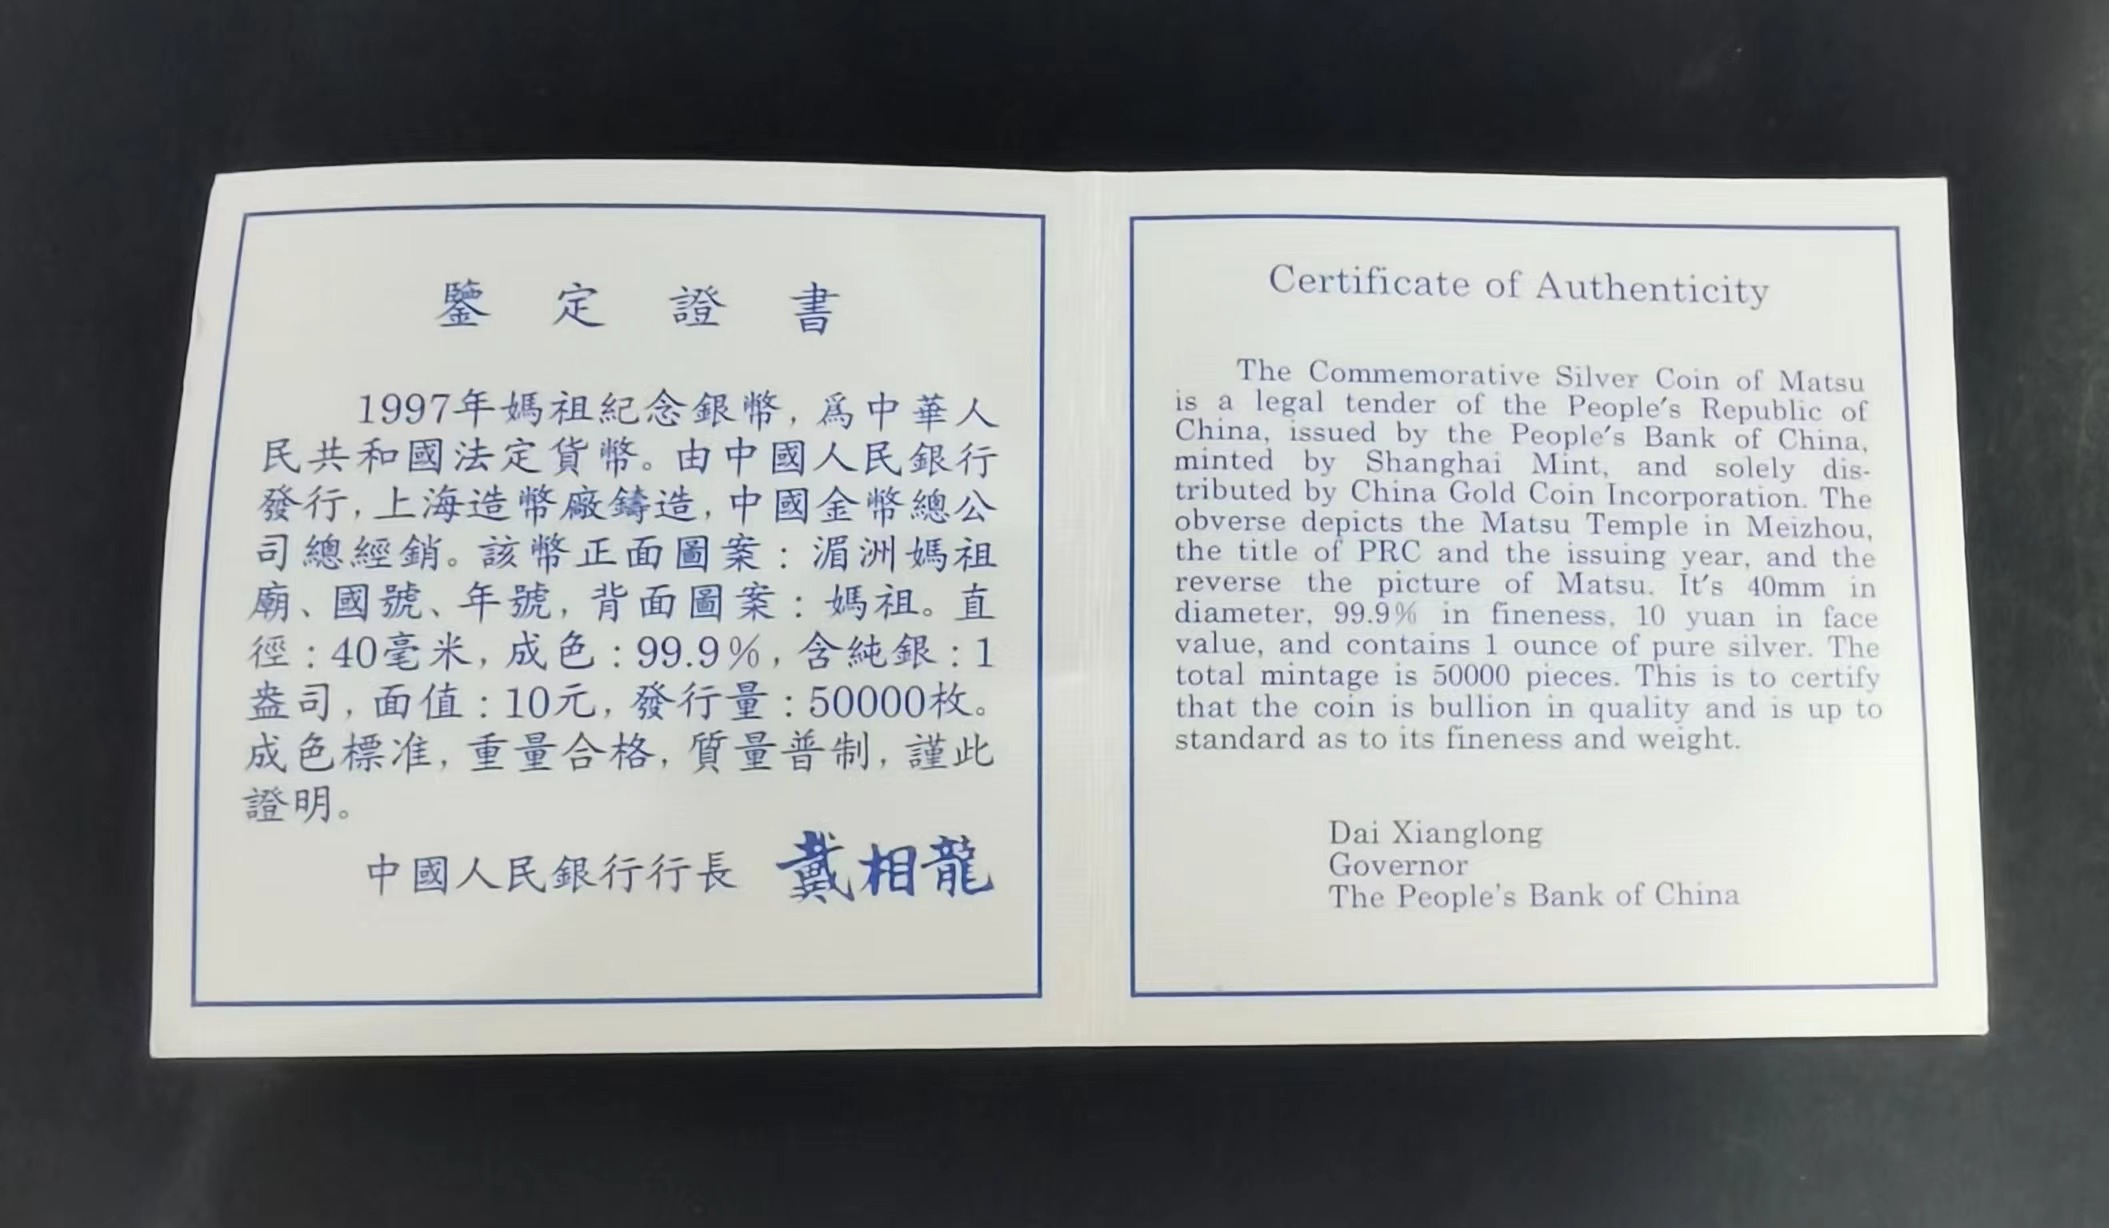 鑒定證書
1997年媽祖紀念銀幣，爲中華人
民共和國法定貨幣。由中國人民銀行
發行，上海造幣廠鑄造，中國金幣總公
司總經銷。該幣正面圖案：湄洲媽祖
廟、國號、年號，背面圖案：媽祖。直
徑：40毫米，成色：99.9%，含純銀：1
盎司，面值：10元，發行量：50000枚。
成色標准，重量合格，質量普制，謹此
證明。
中國人民銀行行長 戴相龍
Certificate of Authenticity
The Commemorative Silver Coin of Matsu
is a legal tender of the People's Republic of
China, issued by the People's Bank of China,
minted by Shanghai Mint, and solely dis-
tributed by China Gold Coin Incorporation. The
obverse depicts the Matsu Temple in Meizhou,
the title of PRC and the issuing year, and the
reverse the picture of Matsu. It's 40mm in
diameter, 99.9% in fineness, 10 yuan in face
value, and contains 1 ounce of pure silver. The
total mintage is 50000 pieces. This is to certify
that the coin is bullion in quality and is up to
standard as to its fineness and weight.
Dai Xianglong
Governor
The People's Bank of China